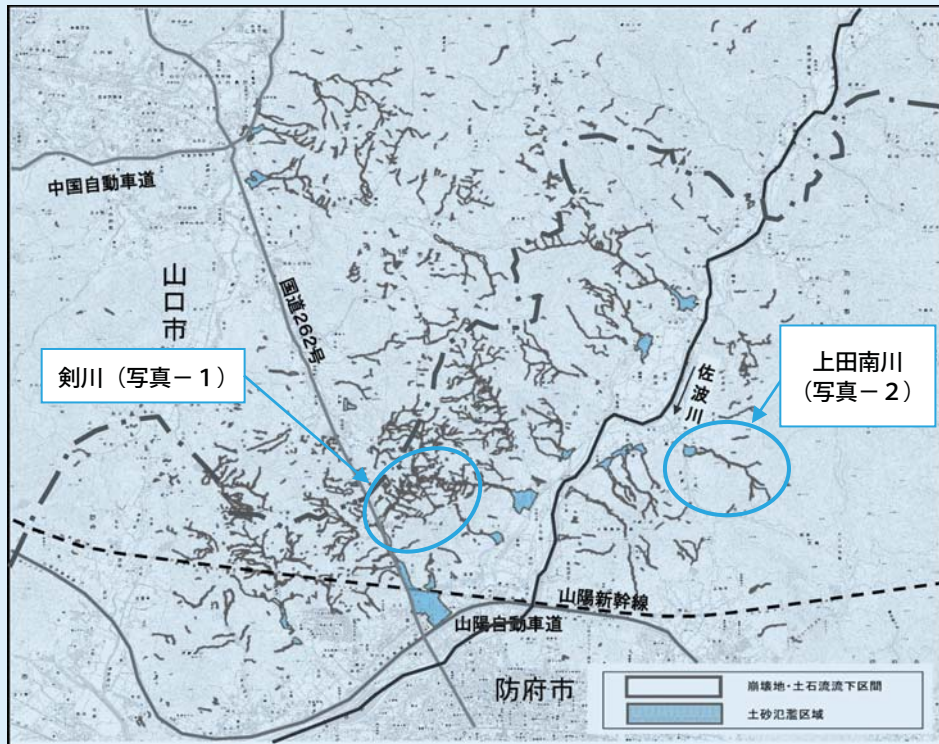 中国自動車道
山口市
国道262号
剣川(写真-1)
上田南川
(写真-2)
佐波川
山陽新幹線
山陽自動車道
防府市
崩壊地・土石流流下区間
土砂氾濫区域